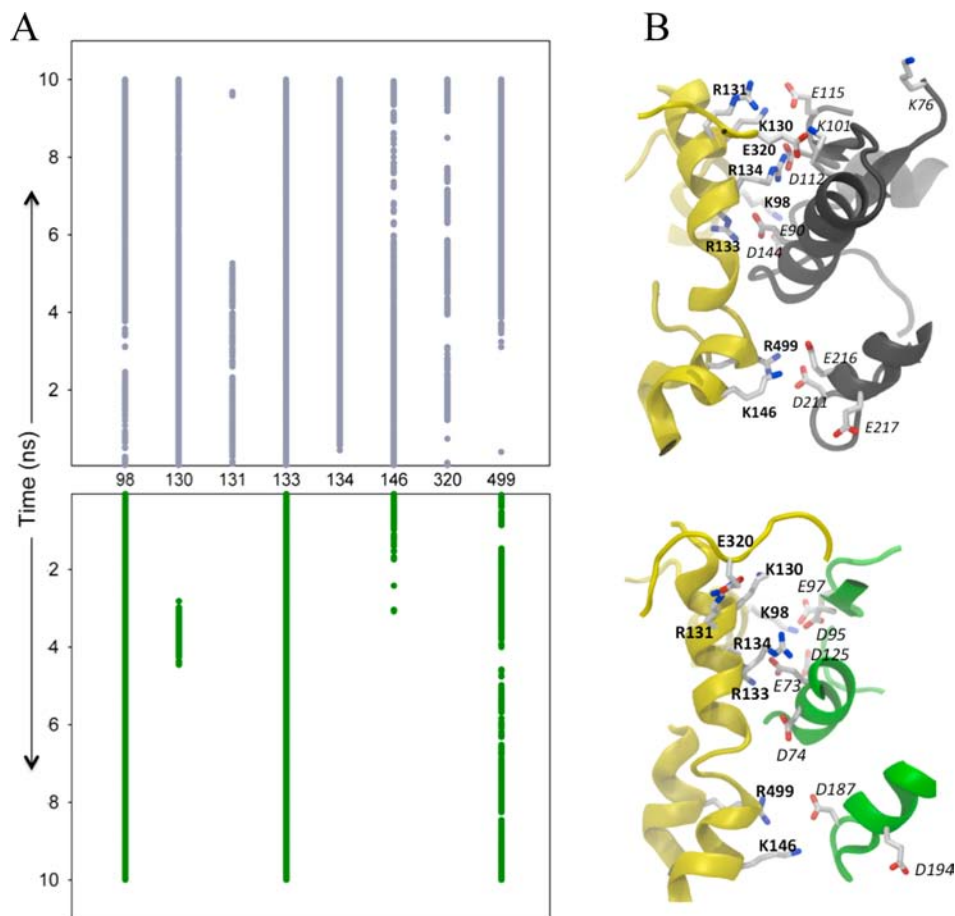 A
B
10
8
6
4
2
98 130 131 133 134 146 320 499
2
4
6
8
10
Time (ns)
R131
E115
K76
K130
K101
E320
R134
D112
K98
E90
R133
D144
R499
E216
K146
D211
E217
E320
K130
E97
K98
R131
D95
R134
D125
E73
R133
D74
R499
D187
K146
D194